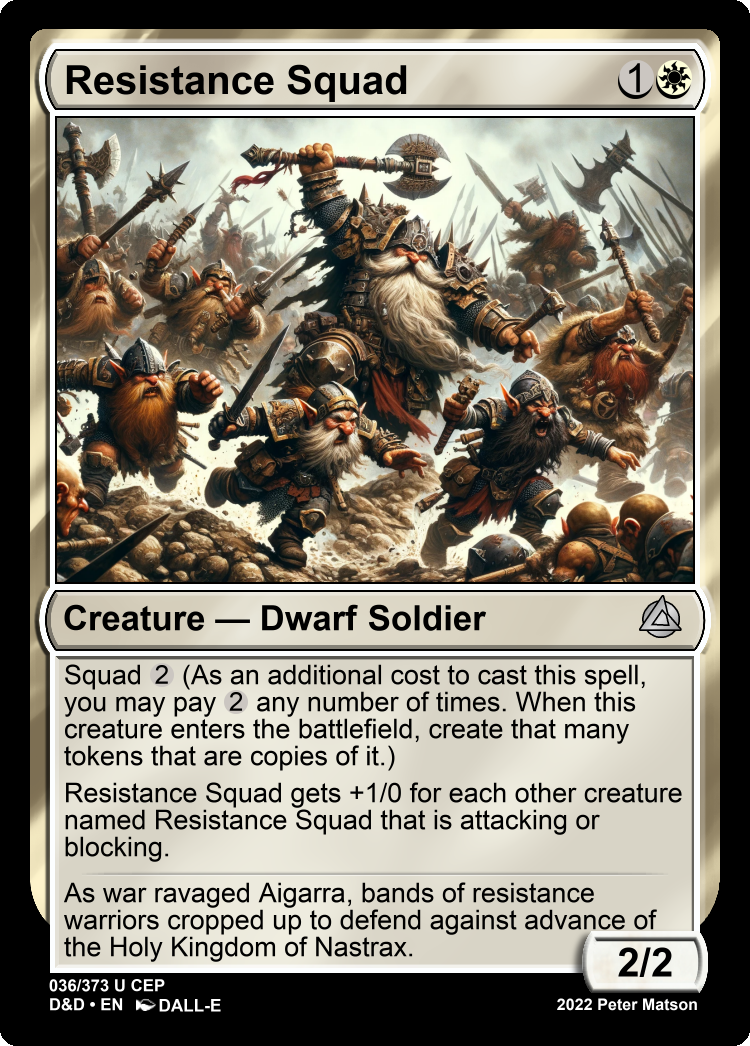 Resistance Squad 1
Creature — Dwarf Soldier
Squad 2 (As an additional cost to cast this spell,
you may pay 2 any number of times. When this
creature enters the battlefield, create that many
tokens that are copies of it.)
Resistance Squad gets +1/0 for each other creature
named Resistance Squad that is attacking or
blocking.
As war ravaged Aigarra, bands of resistance
warriors cropped up to defend against advance of
the Holy Kingdom of Nastrax.
2/2
036/373 U CEP
D&D • EN DALL-E
2022 Peter Matson